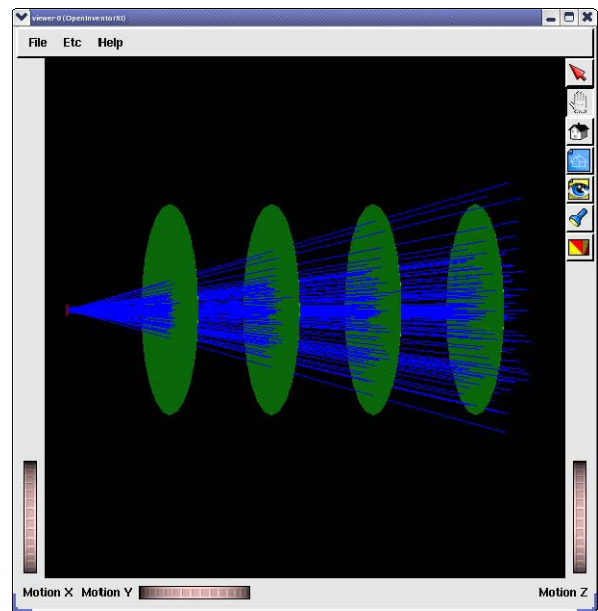 viewer-0 (OpenInventorXt)
File Etc Help
Motion X Motion Y Motion Z